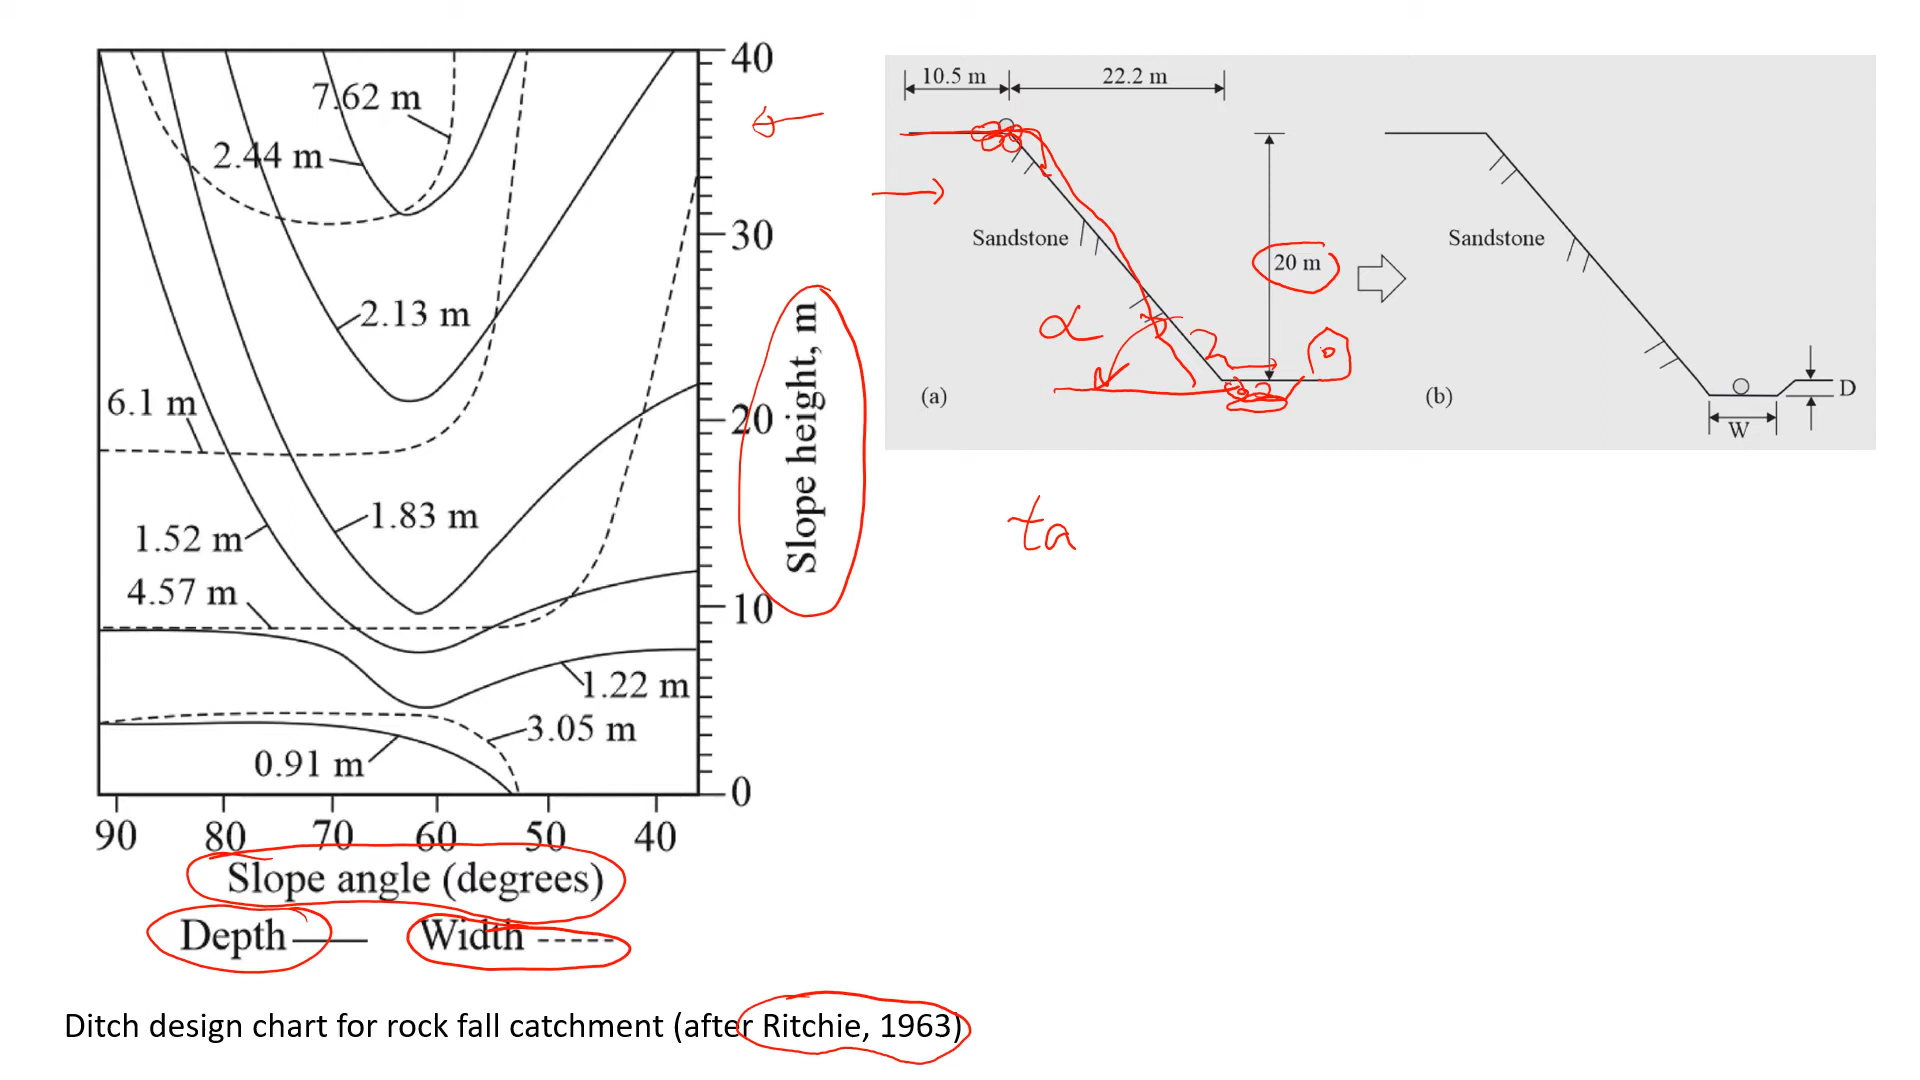 40
7.62 m
2.44 m
30
2.13 m
6.1 m
20
1.83 m
1.52 m
4.57 m
10
1.22 m
3.05 m
0.91 m
0
Slope height, m
90 80 70 60 50 40
Slope angle (degrees)
Depth Width
10.5 m 22.2 m
Sandstone
20 m
α
(a)
Sandstone
(b)
D
W
ta
Ditch design chart for rock fall catchment (after Ritchie, 1963)